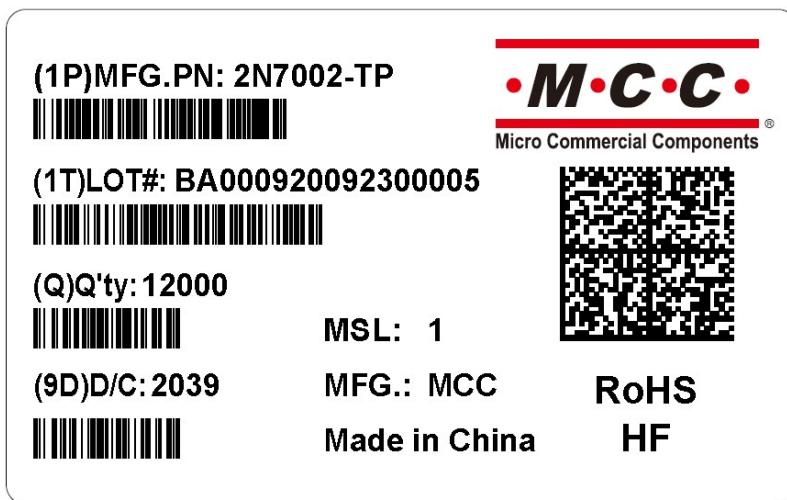 (1P)MFG.PN: 2N7002-TP
•M•C•C•
®
Micro Commercial Components
(1T)LOT#: BA000920092300005
(Q)Q'ty:12000
MSL: 1
(9D)D/C:2039
MFG.: MCC
RoHS
Made in China
HF